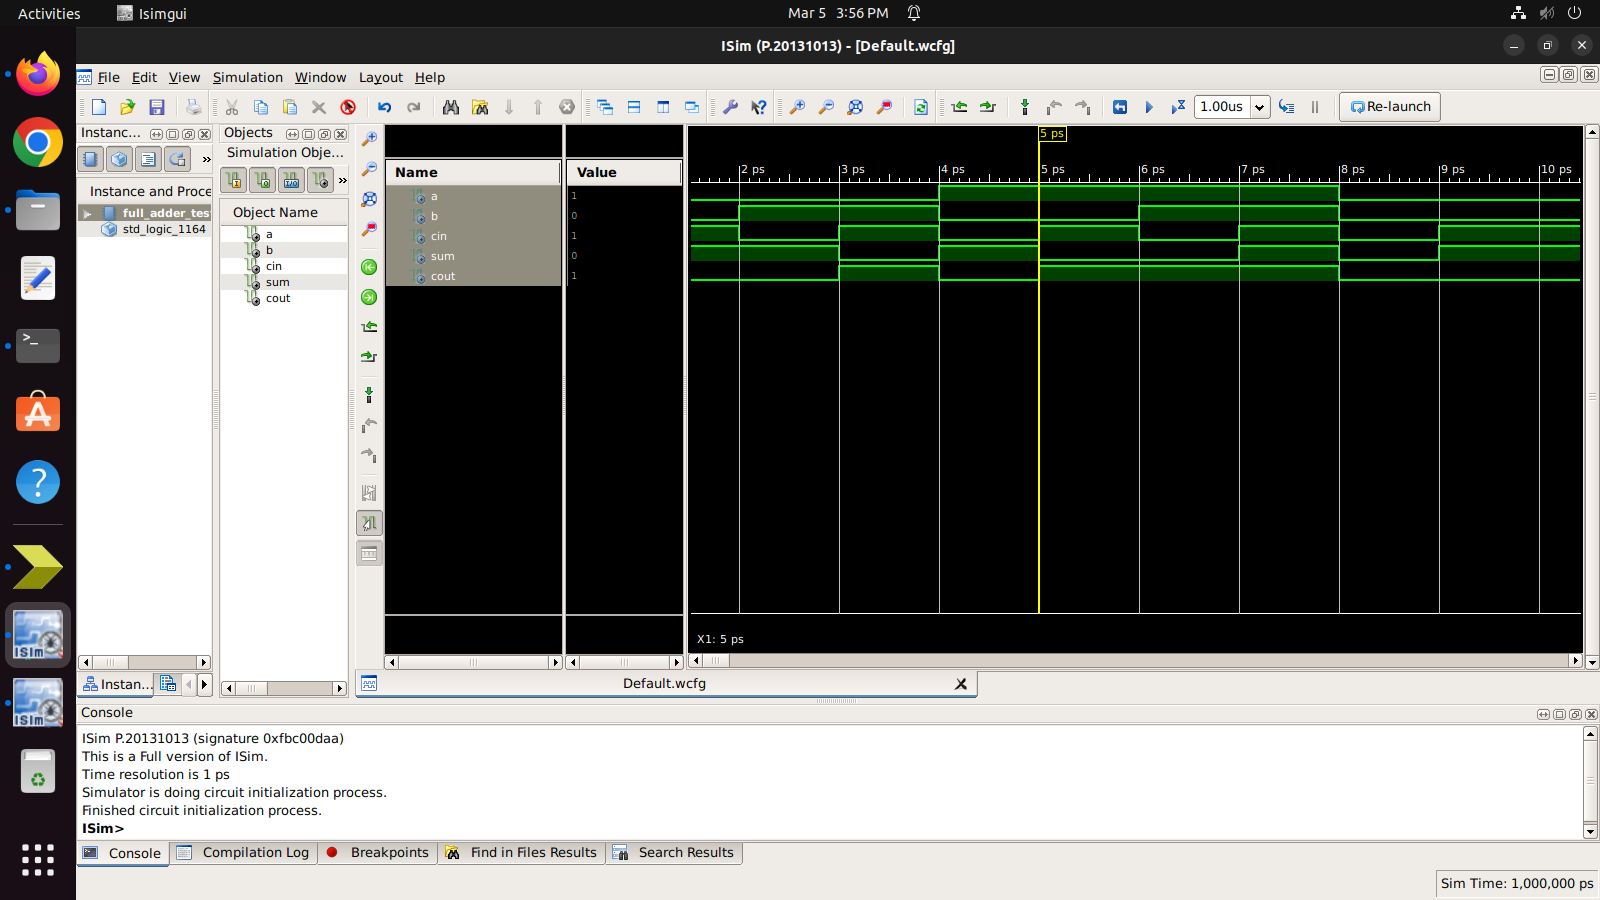 Activities
Isimgui
Mar 5 3:56 PM
ISim (P.20131013) - [Default.wcfg]
File Edit View Simulation Window Layout Help
1.00us
Re-launch
Instanc...
Instance and Proce
full_adder_tes
std_logic_1164
Instan...
Objects
Simulation Obje...
Object Name
a
b
cin
sum
cout
Name Value
a 1
b 0
cin 1
sum 0
cout 1
5 ps
2 ps 3 ps 4 ps 5 ps 6 ps 7 ps 8 ps 9 ps 10 ps
X1: 5 ps
Default.wcfg
Console
ISim P.20131013 (signature 0xfbc00daa)
This is a Full version of ISim.
Time resolution is 1 ps
Simulator is doing circuit initialization process.
Finished circuit initialization process.
ISim>
Console Compilation Log Breakpoints Find in Files Results Search Results
Sim Time: 1,000,000 ps
ISim
ISim